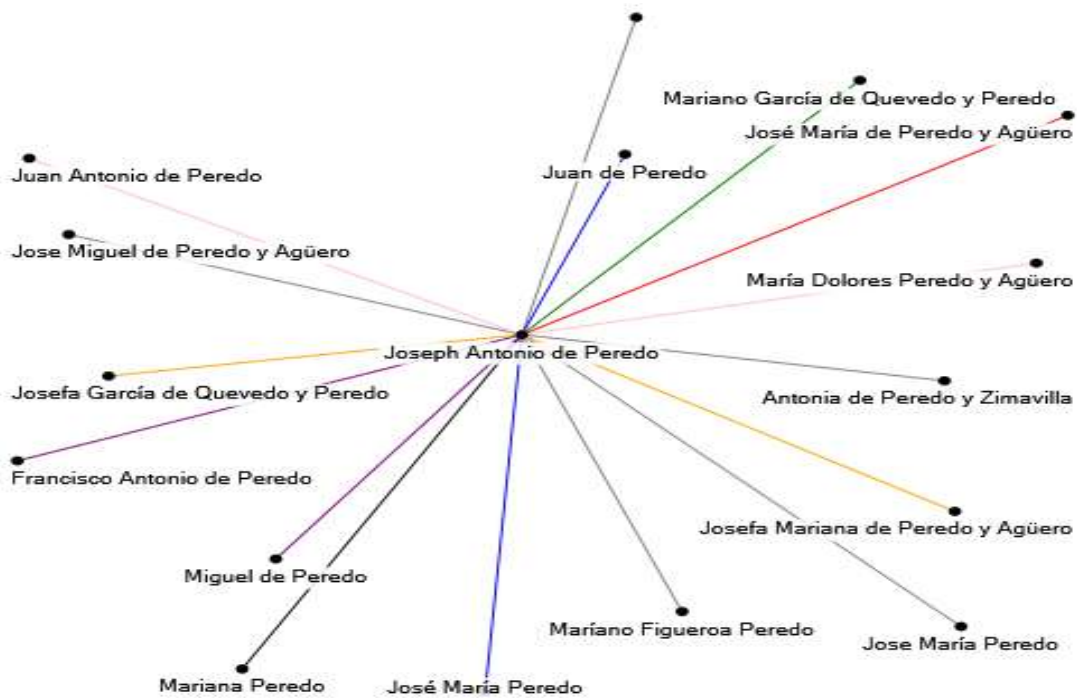 Mariano García de Quevedo y Peredo
José María de Peredo y Agüero
Juan de Peredo
Juan Antonio de Peredo
Jose Miguel de Peredo y Agüero
María Dolores Peredo y Agüero
Joseph Antonio de Peredo
Josefa García de Quevedo y Peredo
Antonia de Peredo y Zimavilla
Francisco Antonio de Peredo
Josefa Mariana de Peredo y Agüero
Miguel de Peredo
Maríano Figueroa Peredo
Jose María Peredo
Mariana Peredo
José María Peredo